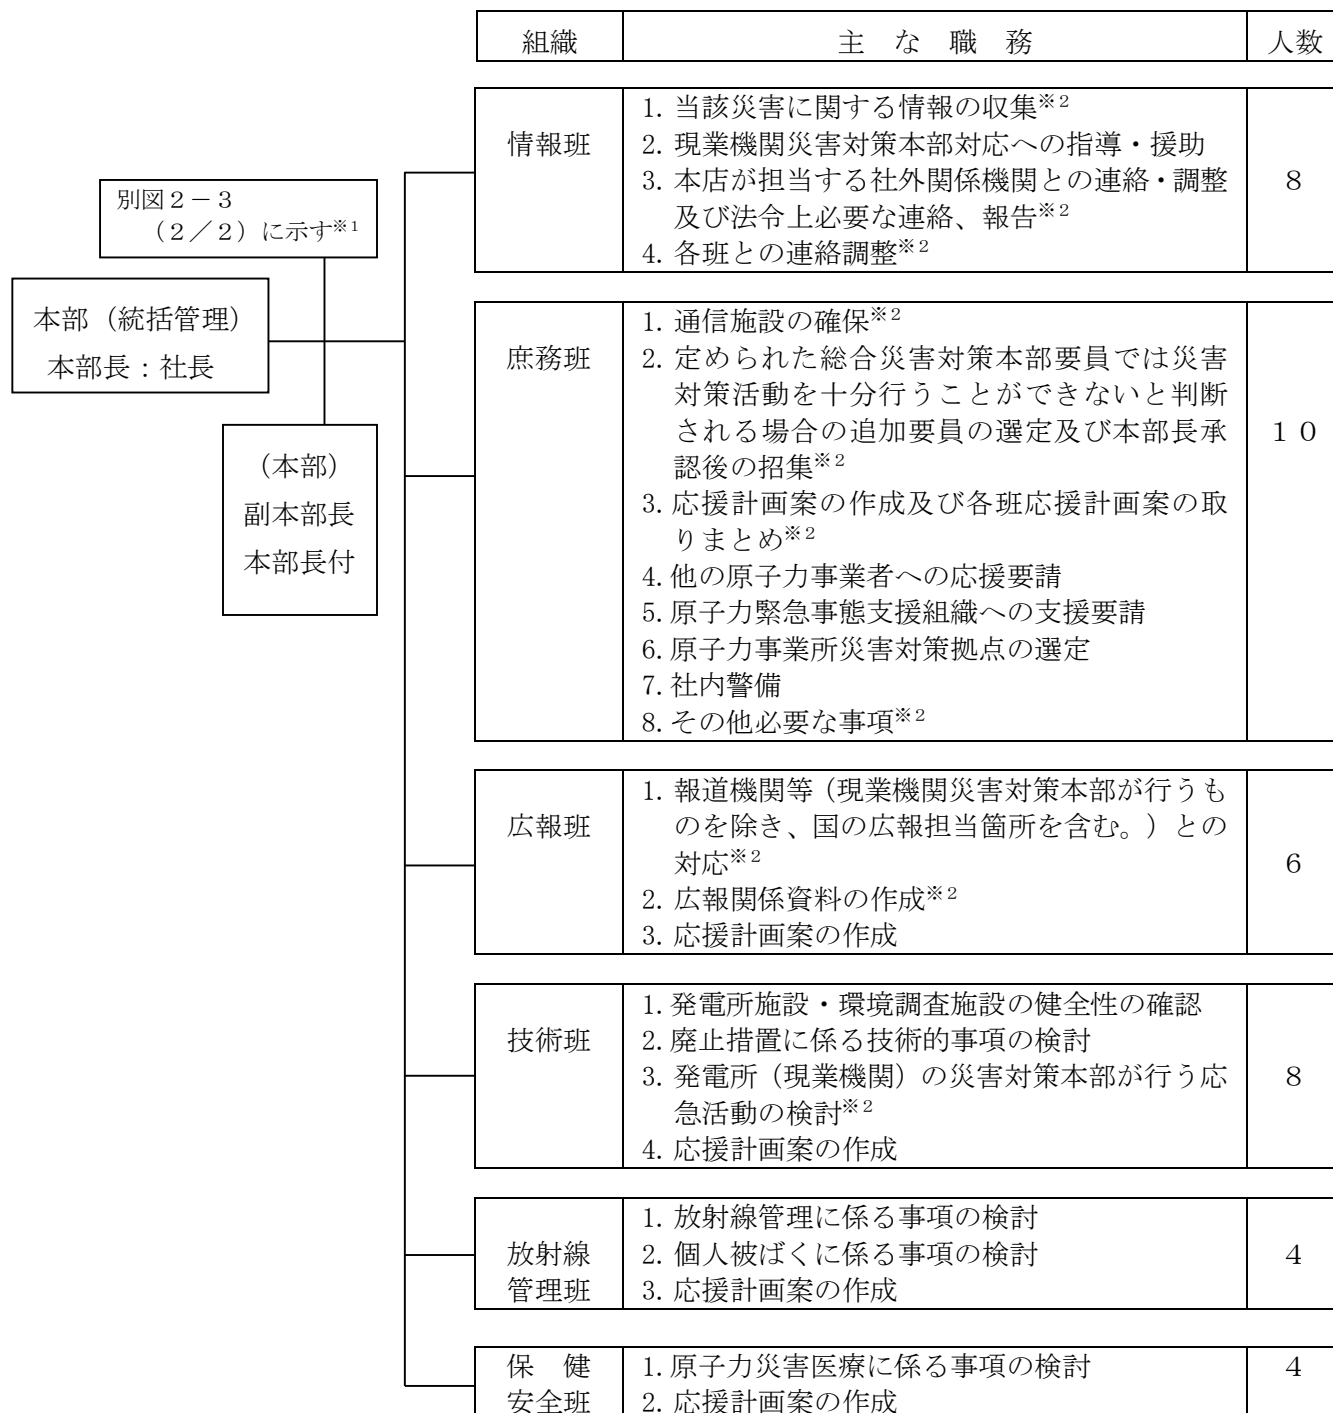 組織 主 な 職 務 人数
別図２－３
（２／２）に示す※1
本部（統括管理）
本部長：社長
（本部）
副本部長
本部長付
情報班
1. 当該災害に関する情報の収集※2
2. 現業機関災害対策本部対応への指導・援助
3. 本店が担当する社外関係機関との連絡・調整
及び法令上必要な連絡、報告※2
4. 各班との連絡調整※2
8
庶務班
1. 通信施設の確保※2
2. 定められた総合災害対策本部要員では災害
対策活動を十分行うことができないと判断
される場合の追加要員の選定及び本部長承
認後の招集※2
3. 応援計画案の作成及び各班応援計画案の取
りまとめ※2
4. 他の原子力事業者への応援要請
5. 原子力緊急事態支援組織への支援要請
6. 原子力事業所災害対策拠点の選定
7. 社内警備
8. その他必要な事項※2
１０
広報班
1. 報道機関等（現業機関災害対策本部が行うも
のを除き、国の広報担当箇所を含む。）との
対応※2
2. 広報関係資料の作成※2
3. 応援計画案の作成
6
技術班
1. 発電所施設・環境調査施設の健全性の確認
2. 廃止措置に係る技術的事項の検討
3. 発電所（現業機関）の災害対策本部が行う応
急活動の検討※2
4. 応援計画案の作成
8
放射線
管理班
1. 放射線管理に係る事項の検討
2. 個人被ばくに係る事項の検討
3. 応援計画案の作成
4
保 健
安全班
1. 原子力災害医療に係る事項の検討
2. 応援計画案の作成
4